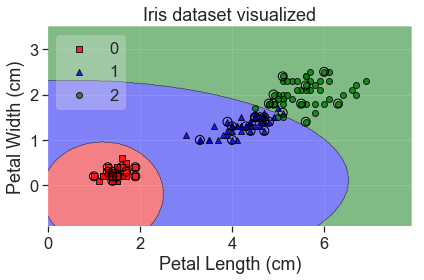 Iris dataset visualized
0
1
2
3
2
1
0
Petal Width (cm)
0 2 4 6
Petal Length (cm)